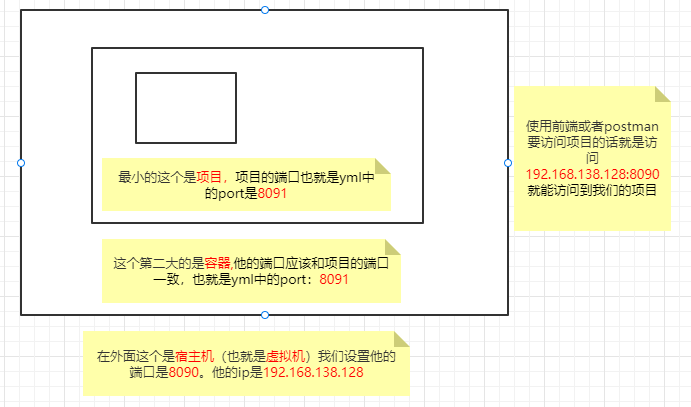 最小的这个是项目，项目的端口也就是yml中
的port是8091
这个第二大的是容器,他的端口应该和项目的端口
一致，也就是yml中的port：8091
在外面这个是宿主机（也就是虚拟机）我们设置他的
端口是8090。他的ip是192.168.138.128
使用前端或者postman
要访问项目的话就是访
问
192.168.138.128:8090
就能访问到我们的项目